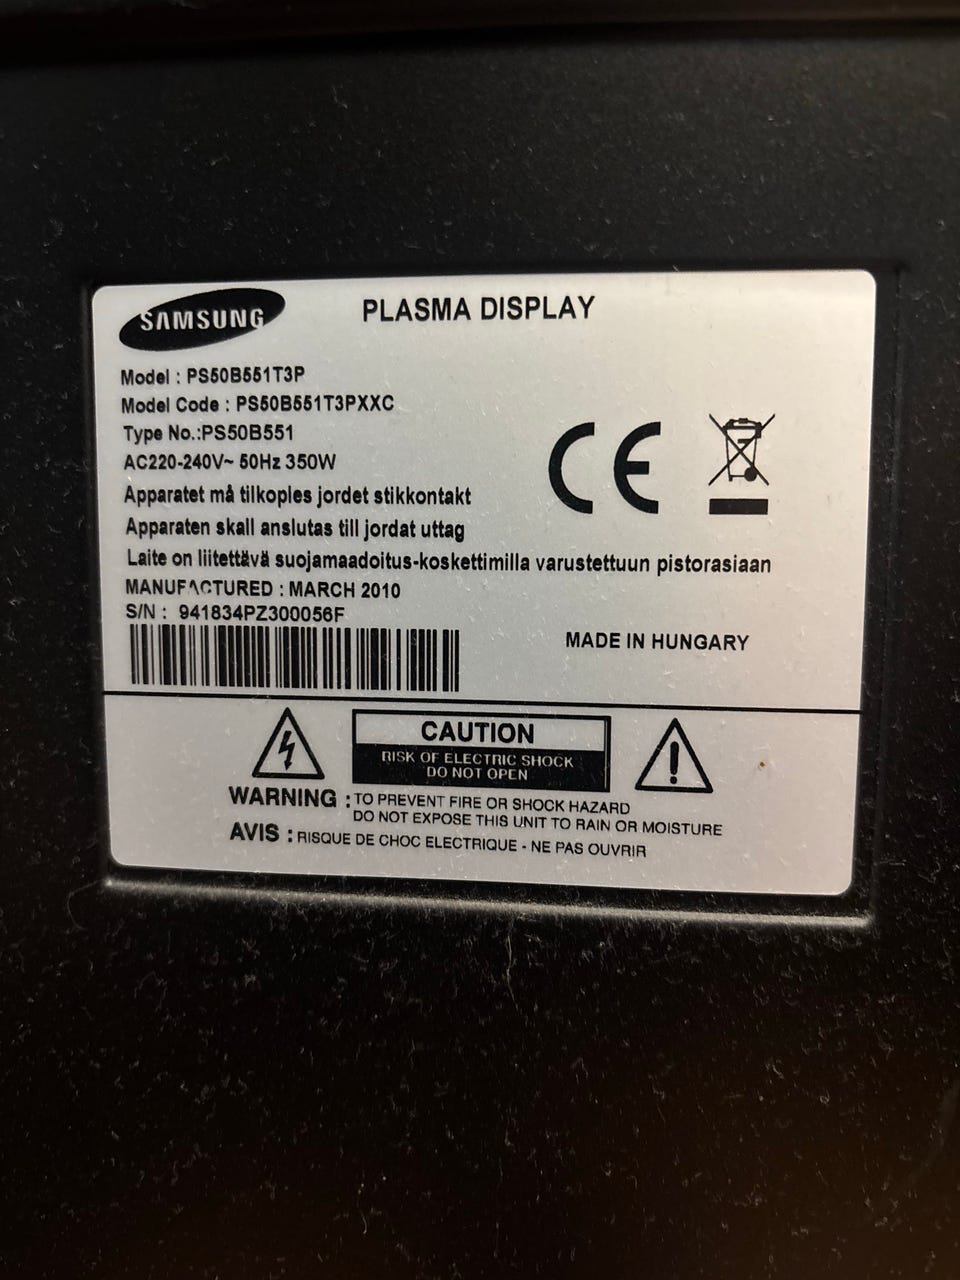 SAMSUNG
PLASMA DISPLAY
Model : PS50B551T3P
Model Code : PS50B551T3PXXC
Type No.:PS50B551
AC220-240V~ 50Hz 350W
Apparatet må tilkoples jordet stikkontakt
Apparaten skall anslutas till jordat uttag
Laite on liitettävä suojamaadoitus-koskettimilla varustettuun pistorasiaan
MANUFACTURED : MARCH 2010
S/N : 941834PZ300056F
MADE IN HUNGARY
CE
CAUTION
RISK OF ELECTRIC SHOCK
DO NOT OPEN
WARNING : TO PREVENT FIRE OR SHOCK HAZARD
DO NOT EXPOSE THIS UNIT TO RAIN OR MOISTURE
AVIS : RISQUE DE CHOC ELECTRIQUE - NE PAS OUVRIR